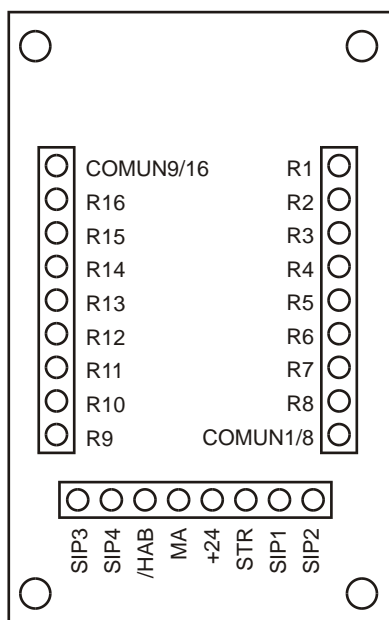 COMUN9/16 R1
R16 R2
R15 R3
R14 R4
R13 R5
R12 R6
R11 R7
R10 R8
R9 COMUN1/8
SIP3 SIP4 /HAB MA +24 STR SIP1 SIP2